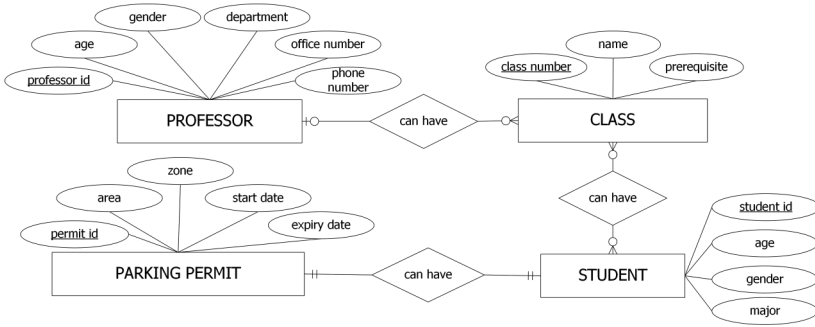 gender
department
age
office number
professor id
phone
number
PROFESSOR
can have
name
class number
prerequisite
CLASS
zone
area
start date
permit id
expiry date
PARKING PERMIT
can have
can have
STUDENT
student id
age
gender
major